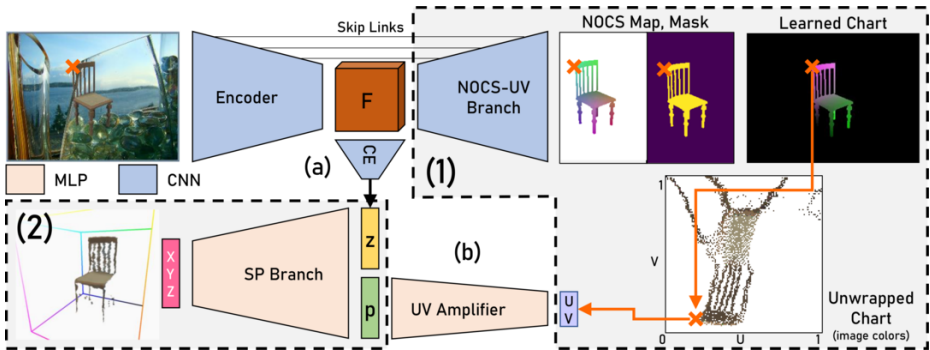 Skip Links
NOCS Map, Mask
Learned Chart
Encoder
F
NOCS-UV
Branch
CE
(a)
(1)
MLP
CNN
(2)
X
Y
Z
SP Branch
z
p
(b)
UV Amplifier
U
V
1
V
0
U
1
Unwrapped
Chart
(image colors)